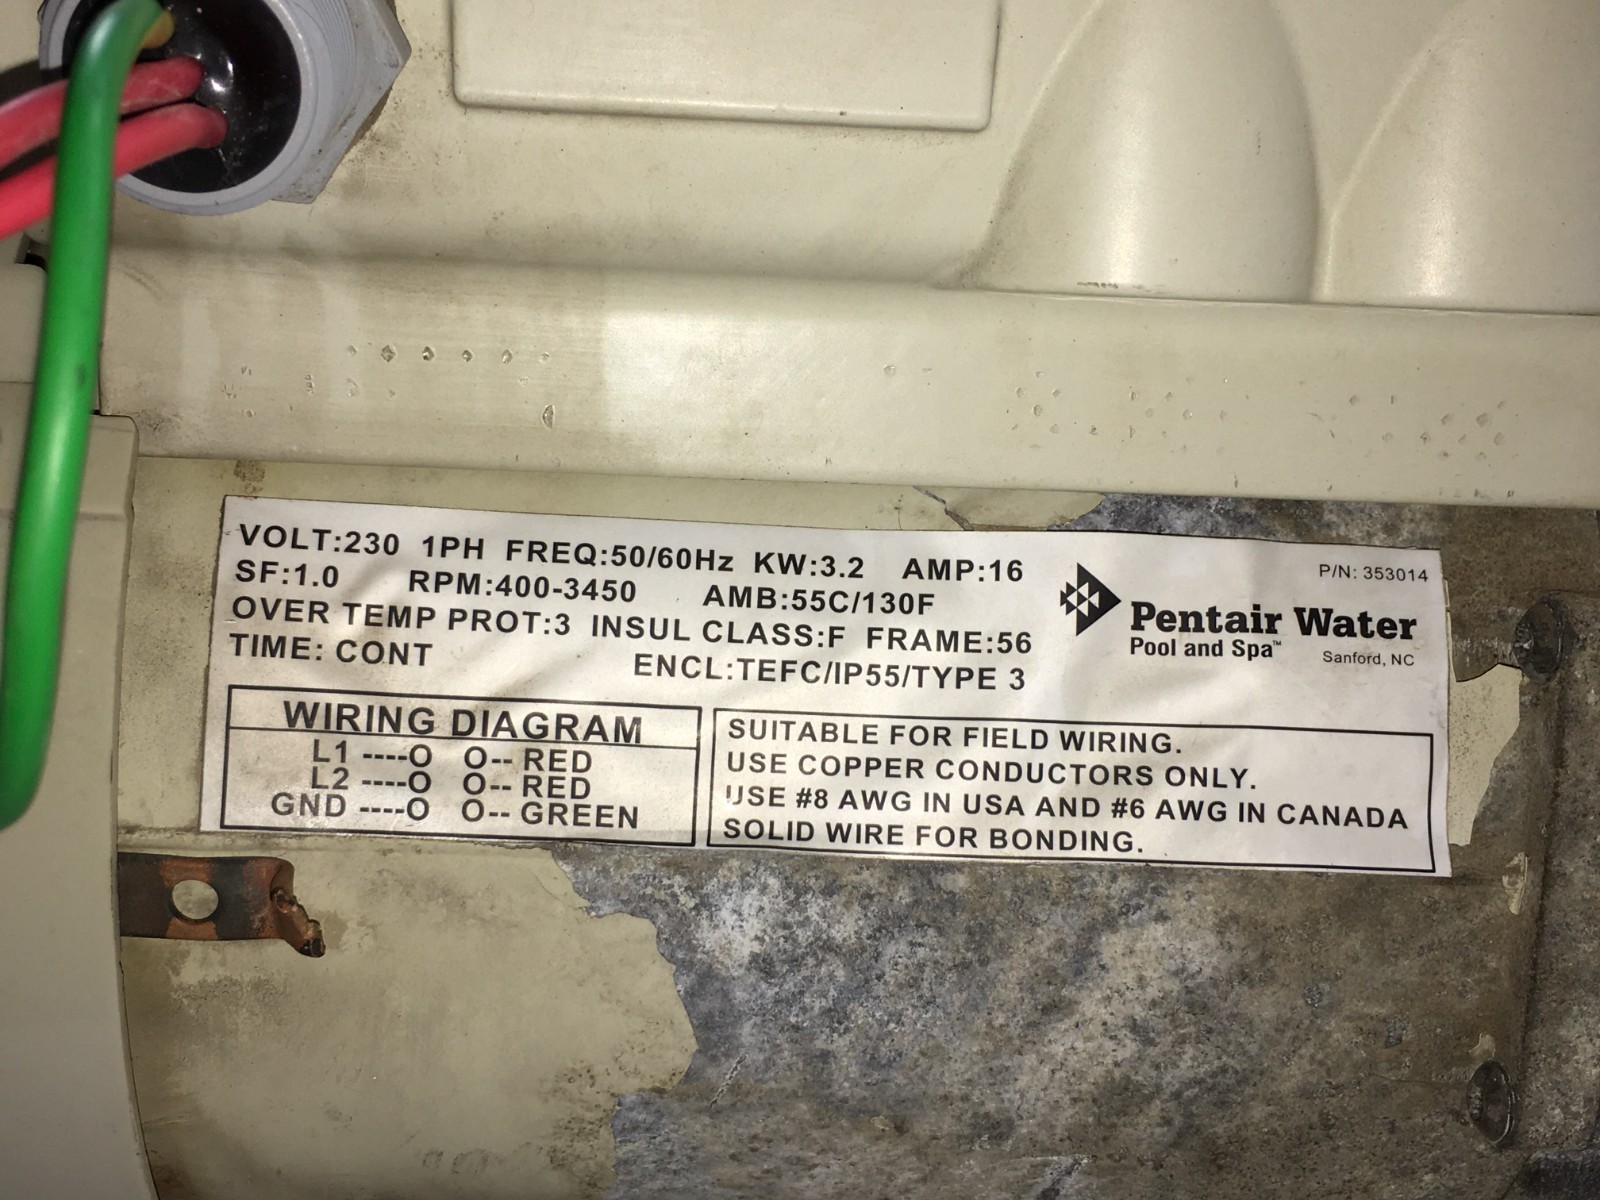 VOLT:230 1PH FREQ:50/60Hz KW:3.2 AMP:16
SF:1.0 RPM:400-3450 AMB:55C/130F
OVER TEMP PROT:3 INSUL CLASS:F FRAME:56
TIME: CONT ENCL:TEFC/IP55/TYPE 3
P/N: 353014
Pentair Water
Pool and Spa™
Sanford, NC
WIRING DIAGRAM
L1 ----O O-- RED
L2 ----O O-- RED
GND ----O O-- GREEN
SUITABLE FOR FIELD WIRING.
USE COPPER CONDUCTORS ONLY.
USE #8 AWG IN USA AND #6 AWG IN CANADA
SOLID WIRE FOR BONDING.